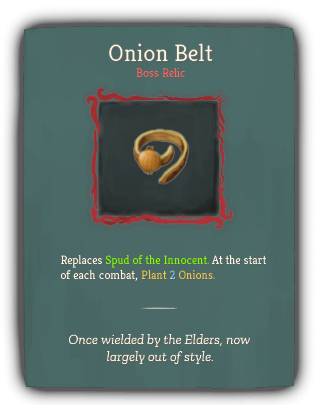 Onion Belt
Boss Relic
Replaces Spud of the Innocent. At the start
of each combat, Plant 2 Onions.
Once wielded by the Elders, now
largely out of style.